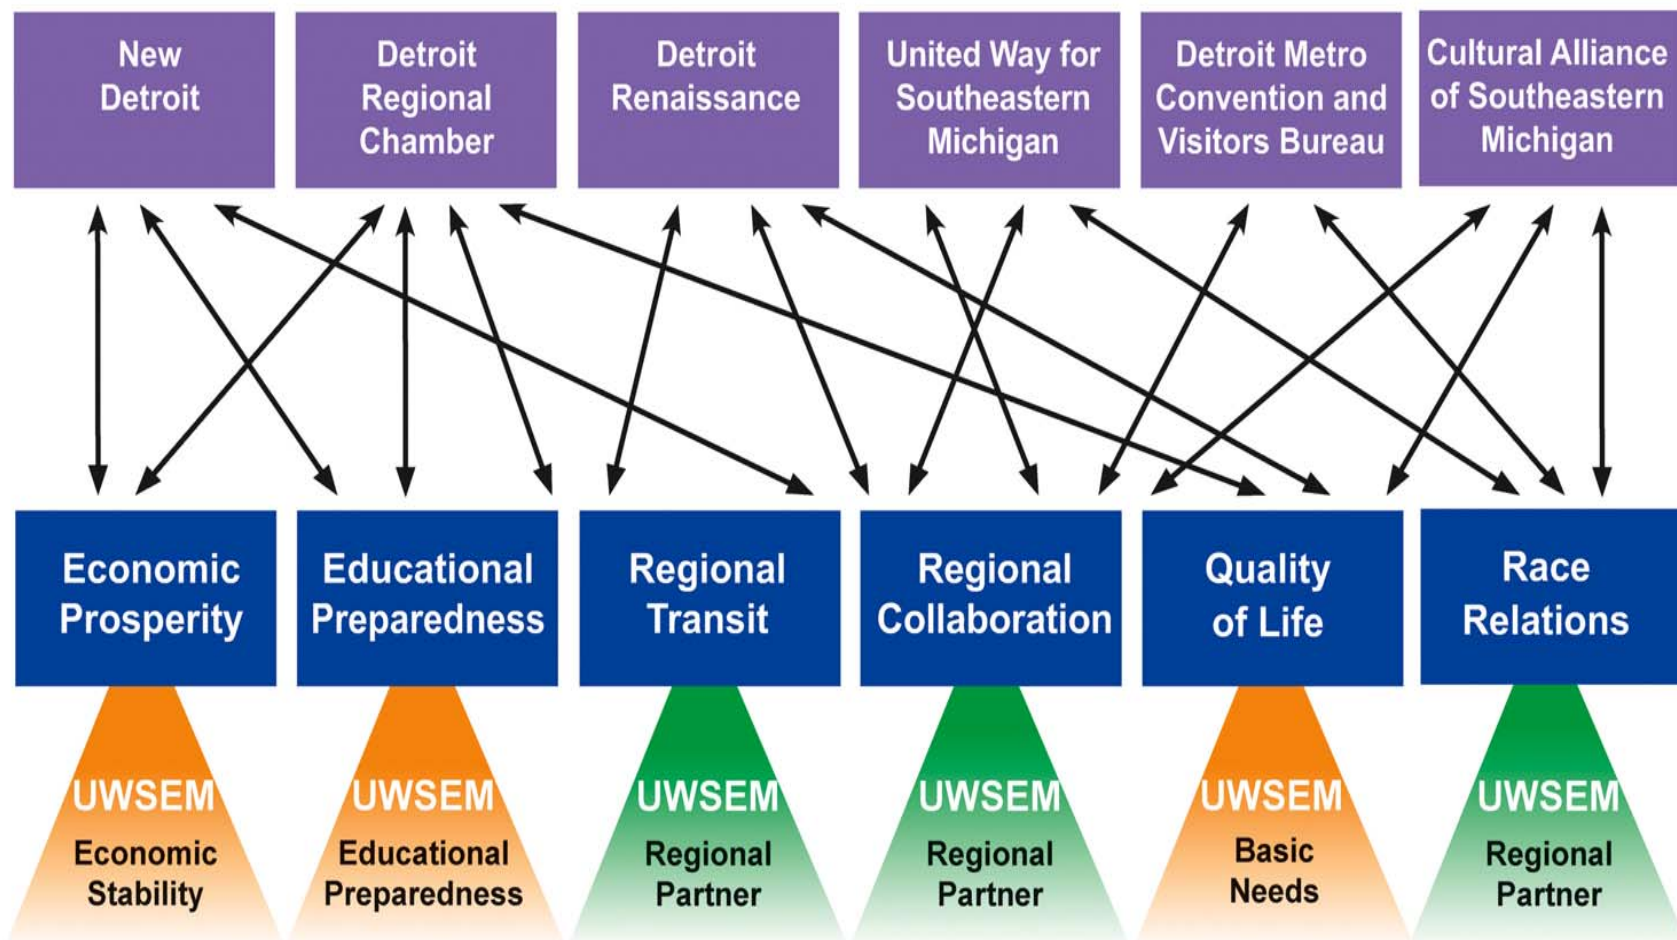 New
Detroit
Detroit
Regional
Chamber
Detroit
Renaissance
United Way for
Southeastern
Michigan
Detroit Metro
Convention and
Visitors Bureau
Cultural Alliance
of Southeastern
Michigan
Economic
Prosperity
Educational
Preparedness
Regional
Transit
Regional
Collaboration
Quality
of Life
Race
Relations
UWSEM
Economic
Stability
UWSEM
Educational
Preparedness
UWSEM
Regional
Partner
UWSEM
Regional
Partner
UWSEM
Basic
Needs
UWSEM
Regional
Partner